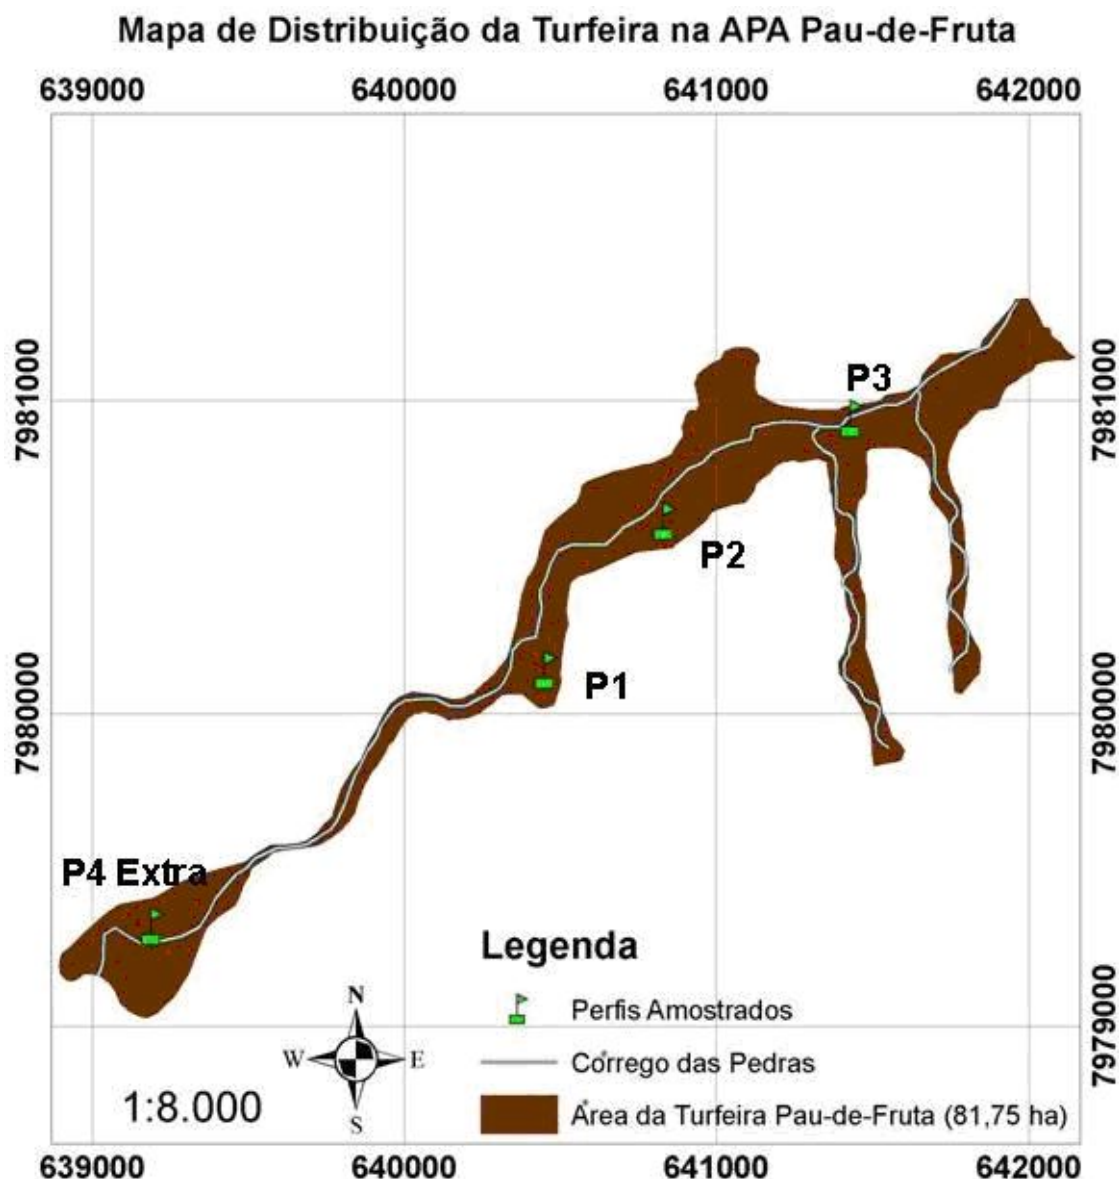 Mapa de Distribuição da Turfeira na APA Pau-de-Fruta
639000 640000 641000 642000
7981000 7981000
P3
P2
P1
7980000 7980000
P4 Extra
Legenda
N
Perfis Amostrados
7979000 7979000
W E
Córrego das Pedras
S
1:8.000
Área da Turfeira Pau-de-Fruta (81,75 ha)
639000 640000 641000 642000